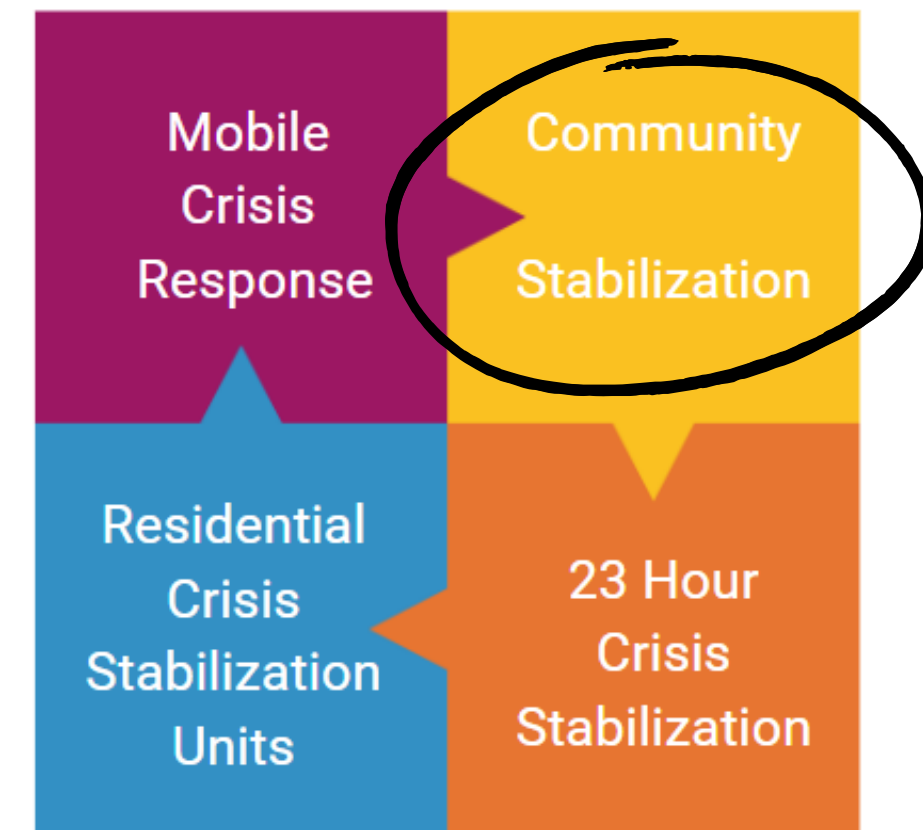 Mobile
Crisis
Response
Community
Stabilization
Residential
Crisis
Stabilization
Units
23 Hour
Crisis
Stabilization